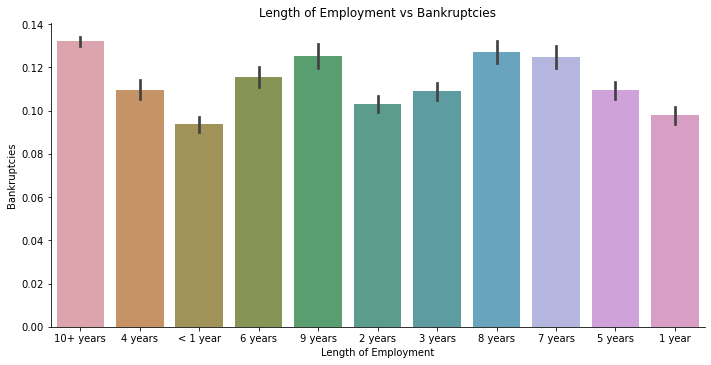 Length of Employment vs Bankruptcies
Bankruptcies
0.14
0.12
0.10
0.08
0.06
0.04
0.02
0.00
10+ years 4 years < 1 year 6 years 9 years 2 years 3 years 8 years 7 years 5 years 1 year
Length of Employment